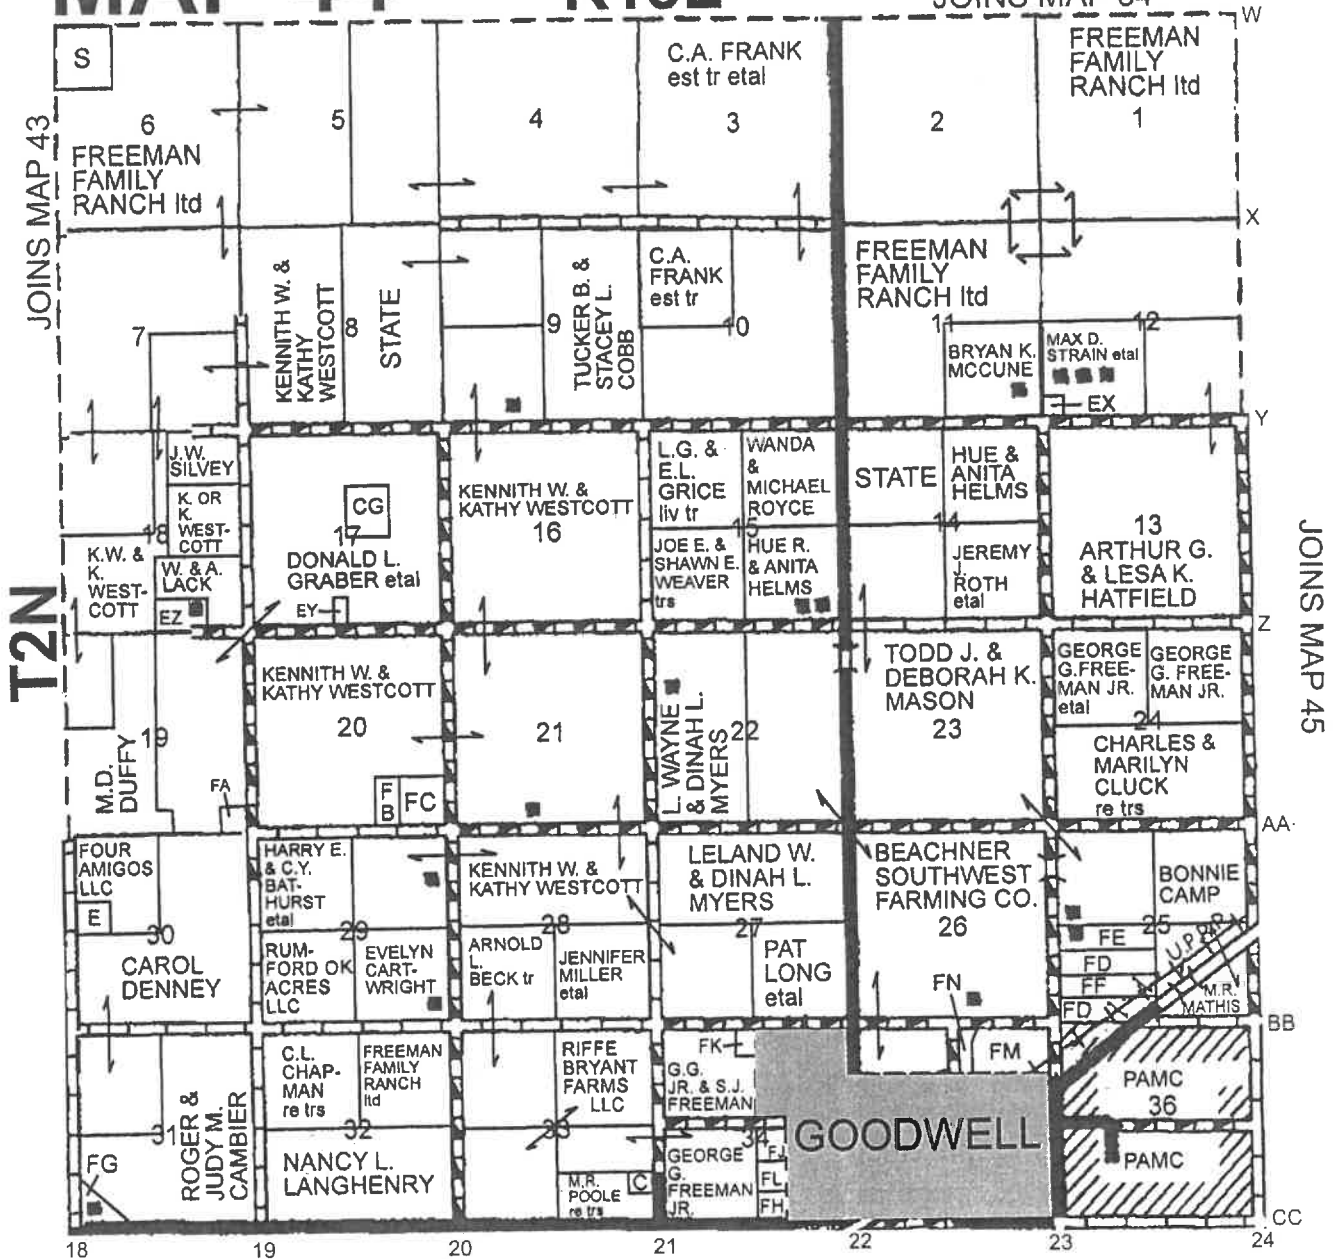 JOINS MAP 43
T2N
JOINS MAP 45
S
6
FREEMAN
FAMILY
RANCH ltd
5
4
C.A. FRANK
est tr etal
3
2
FREEMAN
FAMILY
RANCH ltd
1
W
X
7
KENNITH W. &
KATHY
WESTCOTT
8
STATE
9
TUCKER B. &
STACEY L.
COBB
C.A.
FRANK
est tr
10
FREEMAN
FAMILY
RANCH ltd
11
BRYAN K.
MCCUNE
12
MAX D.
STRAIN etal
EX
Y
J.W.
SILVEY
K. OR
K.
WEST-
COTT
18
K.W. &
K.
WEST-
COTT
W. & A.
LACK
EZ
CG
17
DONALD L.
GRABER etal
EY
KENNITH W. &
KATHY WESTCOTT
16
L.G. &
E.L.
GRICE
liv tr
WANDA
&
MICHAEL
ROYCE
15
JOE E. &
SHAWN E.
WEAVER
trs
HUE R.
& ANITA
HELMS
STATE
HUE &
ANITA
HELMS
14
JEREMY
J.
ROTH
etal
13
ARTHUR G.
& LESA K.
HATFIELD
Z
M.D.
DUFFY
19
FA
KENNITH W. &
KATHY WESTCOTT
20
F
B
FC
21
L. WAYNE
& DINAH L.
MYERS
22
TODD J. &
DEBORAH K.
MASON
23
GEORGE
G.FREE-
MAN JR.
etal
GEORGE
G. FREE-
MAN JR.
24
CHARLES &
MARILYN
CLUCK
re trs
AA
FOUR
AMIGOS
LLC
E
30
CAROL
DENNEY
HARRY E.
& C.Y.
BAT-
HURST
etal
29
RUM-
FORD OK
ACRES
LLC
EVELYN
CART-
WRIGHT
KENNITH W. &
KATHY WESTCOTT
28
ARNOLD
L.
BECK tr
JENNIFER
MILLER
etal
LELAND W.
& DINAH L.
MYERS
27
PAT
LONG
etal
BEACHNER
SOUTHWEST
FARMING CO.
26
FN
BONNIE
CAMP
25
FE
FD
FF
FD
U.P. RR
M.R.
MATHIS
BB
31
FG
ROGER &
JUDY M.
CAMBIER
C.L.
CHAP-
MAN
re trs
FREEMAN
FAMILY
RANCH
ltd
32
NANCY L.
LANGHENRY
RIFFE
BRYANT
FARMS
LLC
33
M.R.
POOLE
re trs
C
FK
G.G.
JR. & S.J.
FREEMAN
34
GEORGE
G.
FREEMAN
JR.
FJ
FL
FH
GOODWELL
FM
PAMC
36
PAMC
CC
18
19
20
21
22
23
24